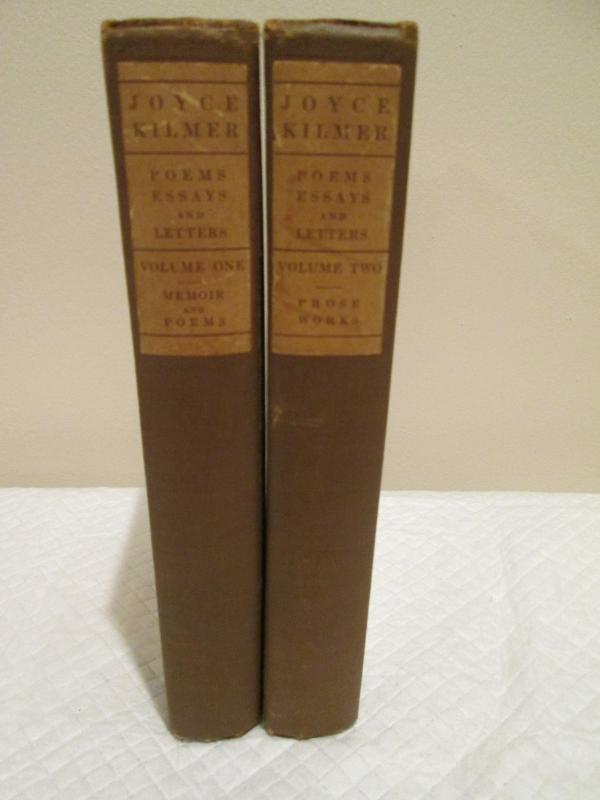 JOYCE
KILMER
POEMS
ESSAYS
AND
LETTERS
VOLUME ONE
MEMOIR
AND
POEMS
JOYCE
KILMER
POEMS
ESSAYS
AND
LETTERS
VOLUME TWO
PROSE
WORKS